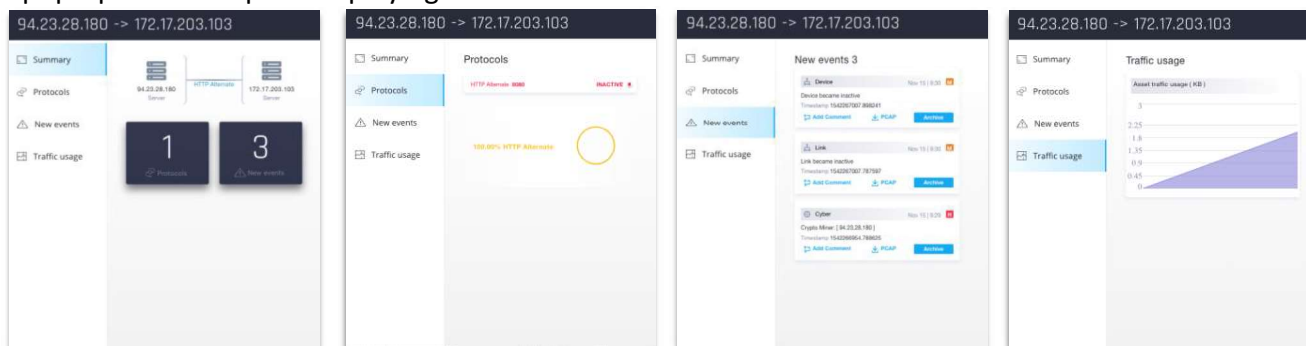 94.23.28.180 -> 172.17.203.103
Summary
Protocols
New events
Traffic usage
94.23.28.180
Server
HTTP Alternate
172.17.203.103
Server
1
Protocols
3
New events
94.23.28.180 -> 172.17.203.103
Summary
Protocols
New events
Traffic usage
Protocols
HTTP Alternate 8080
INACTIVE
100.00% HTTP Alternate
94.23.28.180 -> 172.17.203.103
Summary
Protocols
New events
Traffic usage
New events 3
Device
Nov 15 | 8:30
Device became inactive
Timestamp 1542267007.888241
Add Comment PCAP Archive
Link
Nov 15 | 8:30
Link became inactive
Timestamp 1542267007.787597
Add Comment PCAP Archive
Cyber
Nov 15 | 8:29
Crypto Miner: [ 94.23.28.180 ]
Add Comment PCAP Archive
94.23.28.180 -> 172.17.203.103
Summary
Protocols
New events
Traffic usage
Traffic usage
Asset traffic usage ( KB )
3
2.25
1.8
1.35
0.9
0.45
0